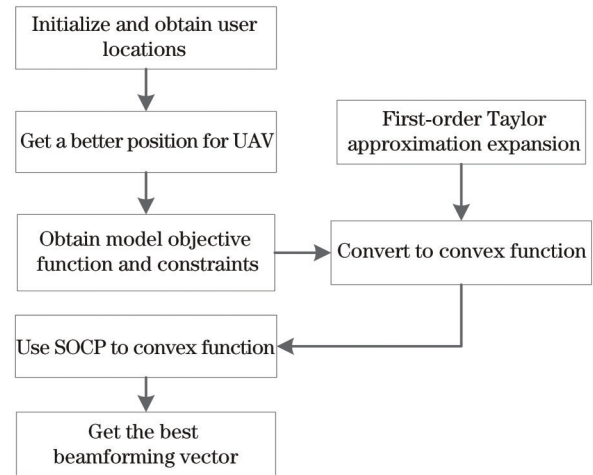 Initialize and obtain user
locations
Get a better position for UAV
First-order Taylor
approximation expansion
Obtain model objective
function and constraints
Convert to convex function
Use SOCP to convex function
Get the best
beamforming vector